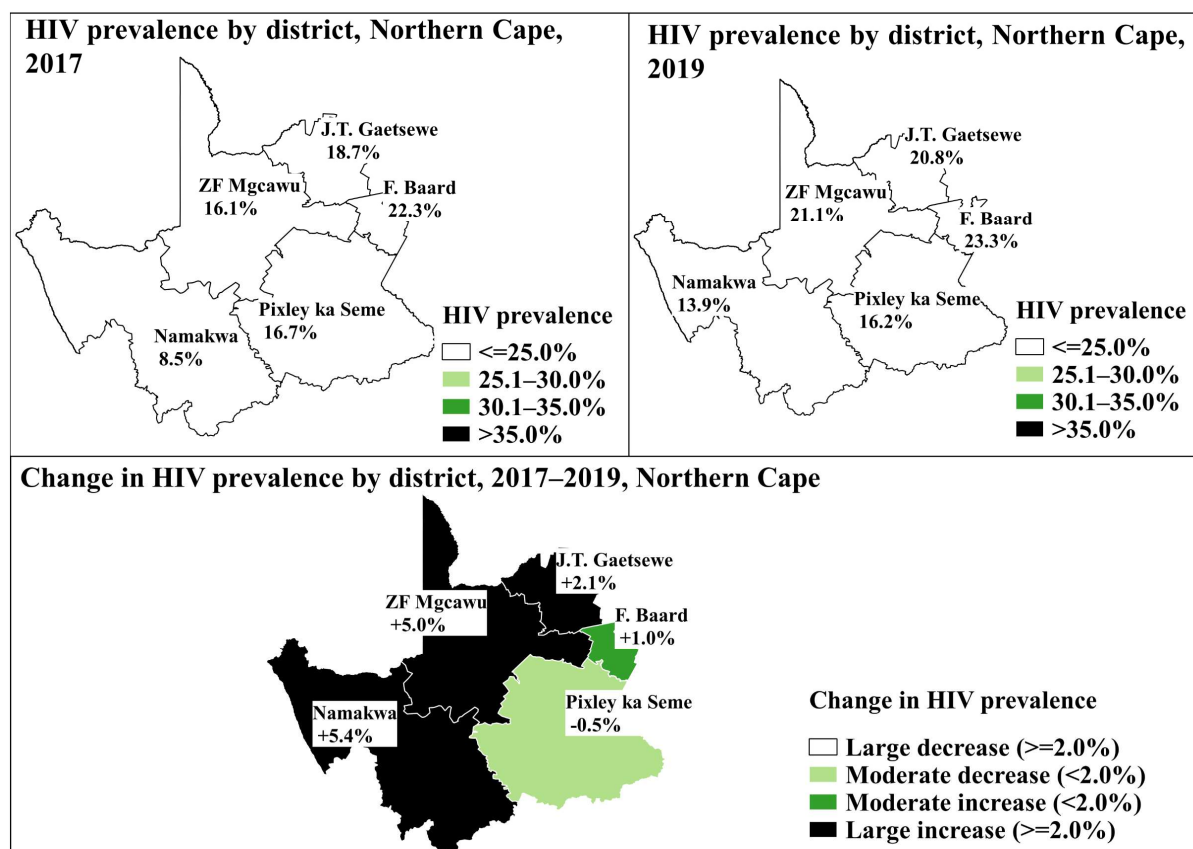 HIV prevalence by district, Northern Cape,
2017
J.T. Gaetsewe
18.7%
ZF Mgcawu
16.1%
F. Baard
22.3%
Pixley ka Seme
16.7%
Namakwa
8.5%
HIV prevalence
<=25.0%
25.1–30.0%
30.1–35.0%
>35.0%
HIV prevalence by district, Northern Cape,
2019
J.T. Gaetsewe
20.8%
ZF Mgcawu
21.1%
F. Baard
23.3%
Namakwa
13.9%
Pixley ka Seme
16.2%
HIV prevalence
<=25.0%
25.1–30.0%
30.1–35.0%
>35.0%
Change in HIV prevalence by district, 2017–2019, Northern Cape
J.T. Gaetsewe
+2.1%
ZF Mgcawu
+5.0%
F. Baard
+1.0%
Namakwa
+5.4%
Pixley ka Seme
-0.5%
Change in HIV prevalence
Large decrease (>=2.0%)
Moderate decrease (<2.0%)
Moderate increase (<2.0%)
Large increase (>=2.0%)